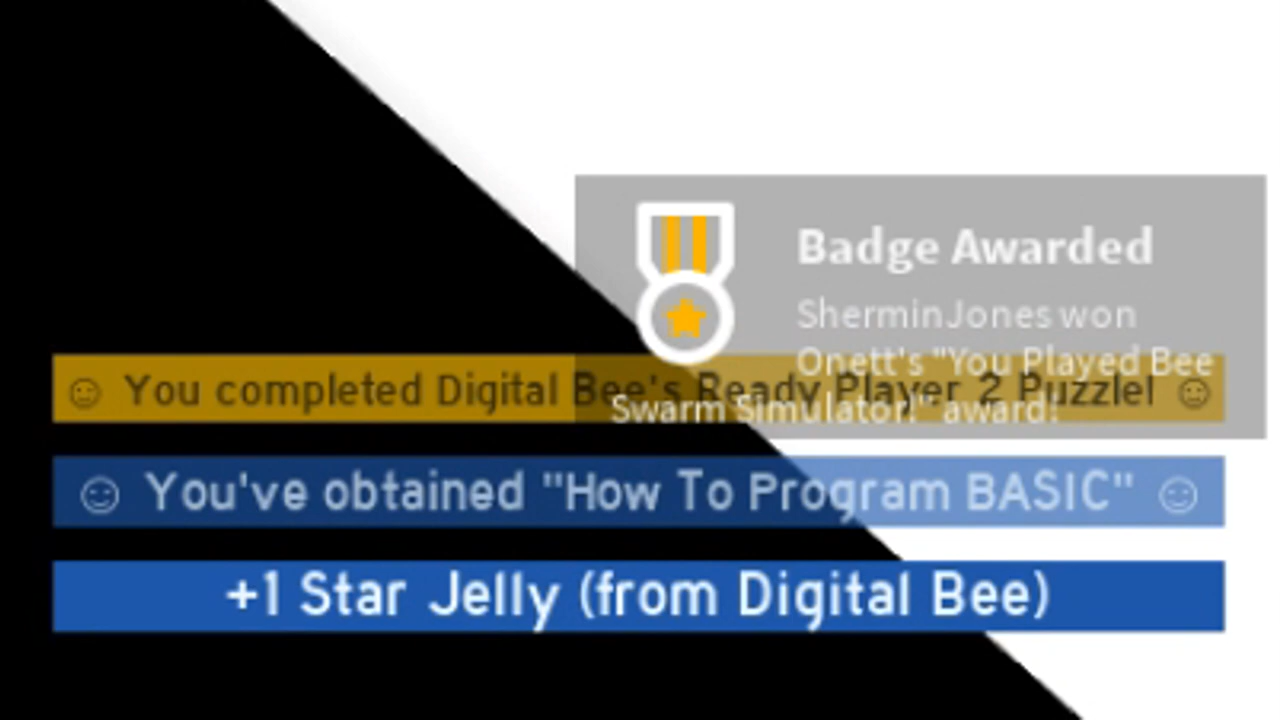 Badge Awarded
SherminJones won
Onett's "You Played Bee
Swarm Simulator!" award!
☺ You completed Digital Bee's Ready Player 2 Puzzle! ☺
☺ You've obtained "How To Program BASIC" ☺
+1 Star Jelly (from Digital Bee)